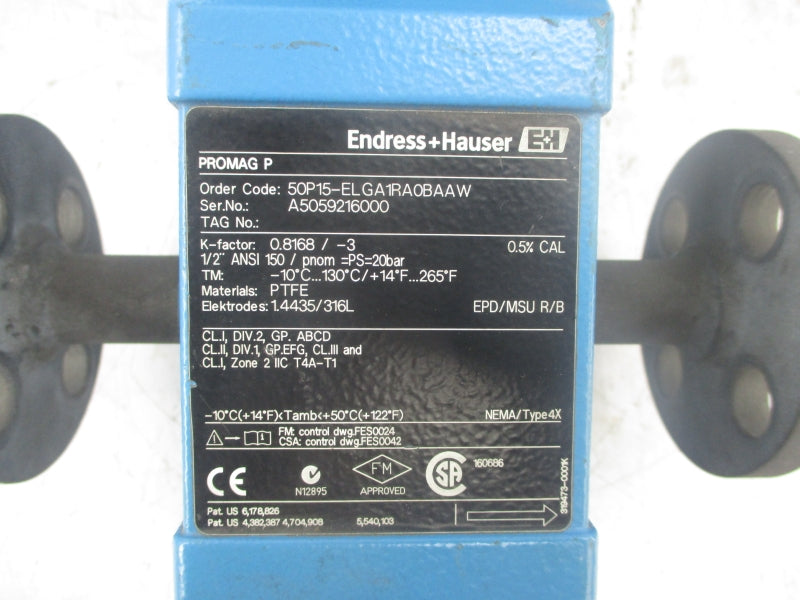 Endress+Hauser E+H
PROMAG P
Order Code: 50P15-ELGA1RA0BAAW
Ser.No.: A5059216000
TAG No.:
K-factor: 0.8168 / -3 0.5% CAL
1/2" ANSI 150 / pnom =PS=20bar
TM: -10°C...130°C/+14°F...265°F
Materials: PTFE
Elektrodes: 1.4435/316L EPD/MSU R/B
CL.I, DIV.2, GP. ABCD
CL.II, DIV.1, GP.EFG, CL.III and
CL.I, Zone 2 IIC T4A-T1
-10°C(+14°F)<Tamb<+50°C(+122°F) NEMA/Type4X
FM: control dwg.FES0024
CSA: control dwg.FES0042
CE N12895 FM APPROVED CSA 160686
319473-0001K
Pat. US 6,178,826
Pat. US 4,382,387 4,704,908 5,540,103